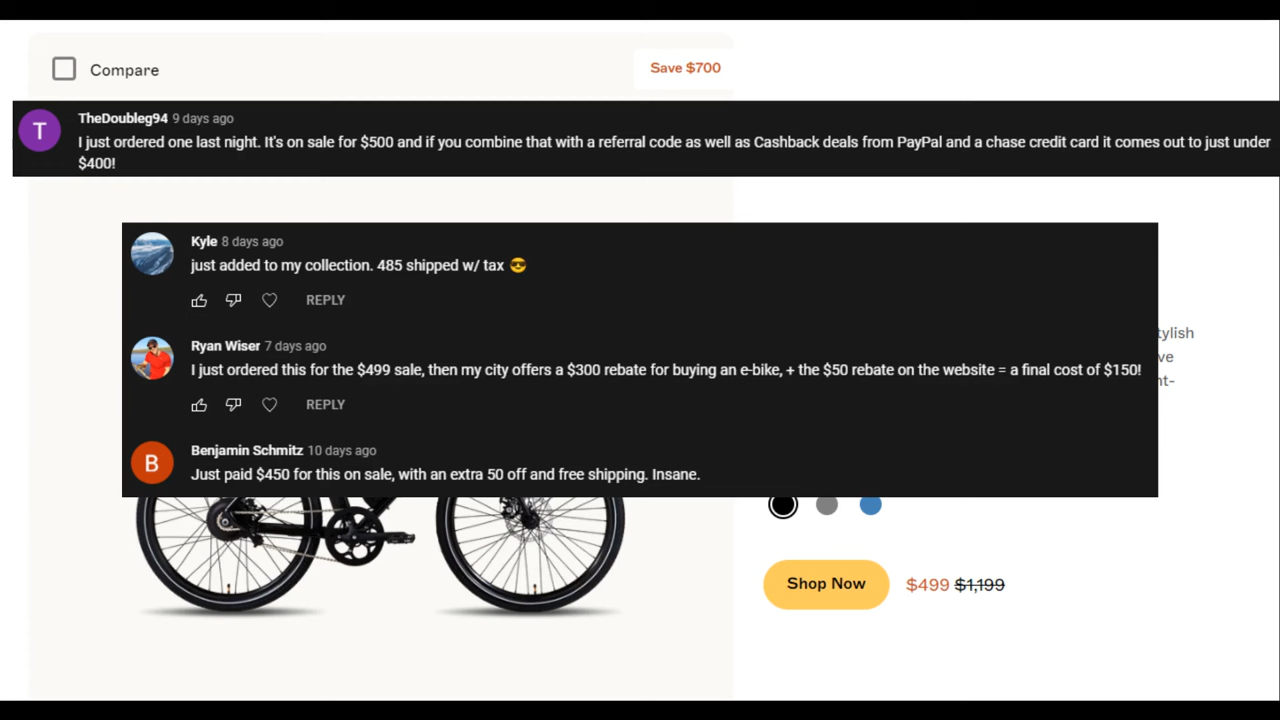 Compare
Save $700
T
TheDoubleg94 9 days ago
I just ordered one last night. It's on sale for $500 and if you combine that with a referral code as well as Cashback deals from PayPal and a chase credit card it comes out to just under
$400!
Kyle 8 days ago
just added to my collection. 485 shipped w/ tax 😎
REPLY
Ryan Wiser 7 days ago
I just ordered this for the $499 sale, then my city offers a $300 rebate for buying an e-bike, + the $50 rebate on the website = a final cost of $150!
REPLY
B
Benjamin Schmitz 10 days ago
Just paid $450 for this on sale, with an extra 50 off and free shipping. Insane.
Shop Now $499 $1,199